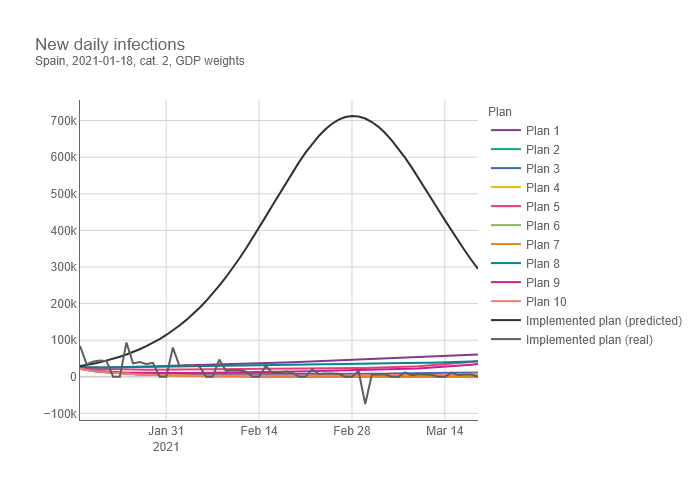 New daily infections
Spain, 2021-01-18, cat. 2, GDP weights
Plan
700k
600k
500k
400k
300k
200k
100k
0
−100k
Jan 31
2021
Feb 14
Feb 28
Mar 14
Plan 1
Plan 2
Plan 3
Plan 4
Plan 5
Plan 6
Plan 7
Plan 8
Plan 9
Plan 10
Implemented plan (predicted)
Implemented plan (real)